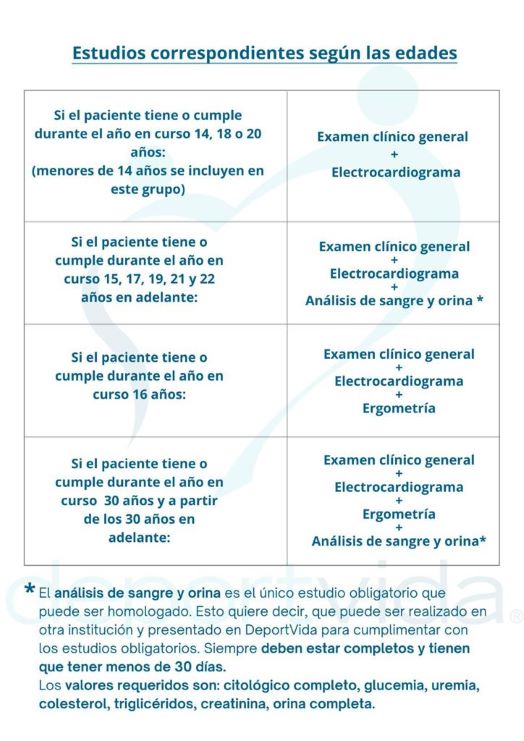 Estudios correspondientes según las edades
Si el paciente tiene o cumple
durante el año en curso 14, 18 o 20
años:
(menores de 14 años se incluyen en
este grupo)
Examen clínico general
+
Electrocardiograma
Si el paciente tiene o
cumple durante el año en
curso 15, 17, 19, 21 y 22
años en adelante:
Examen clínico general
+
Electrocardiograma
+
Análisis de sangre y orina *
Si el paciente tiene o
cumple durante el año en
curso 16 años:
Examen clínico general
+
Electrocardiograma
+
Ergometría
Si el paciente tiene o
cumple durante el año en
curso 30 años y a partir
de los 30 años en
adelante:
Examen clínico general
+
Electrocardiograma
+
Ergometría
+
Análisis de sangre y orina*
deportvida®
* El análisis de sangre y orina es el único estudio obligatorio que
puede ser homologado. Esto quiere decir, que puede ser realizado en
otra institución y presentado en DeportVida para cumplimentar con
los estudios obligatorios. Siempre deben estar completos y tienen
que tener menos de 30 días.
Los valores requeridos son: citológico completo, glucemia, uremia,
colesterol, triglicéridos, creatinina, orina completa.